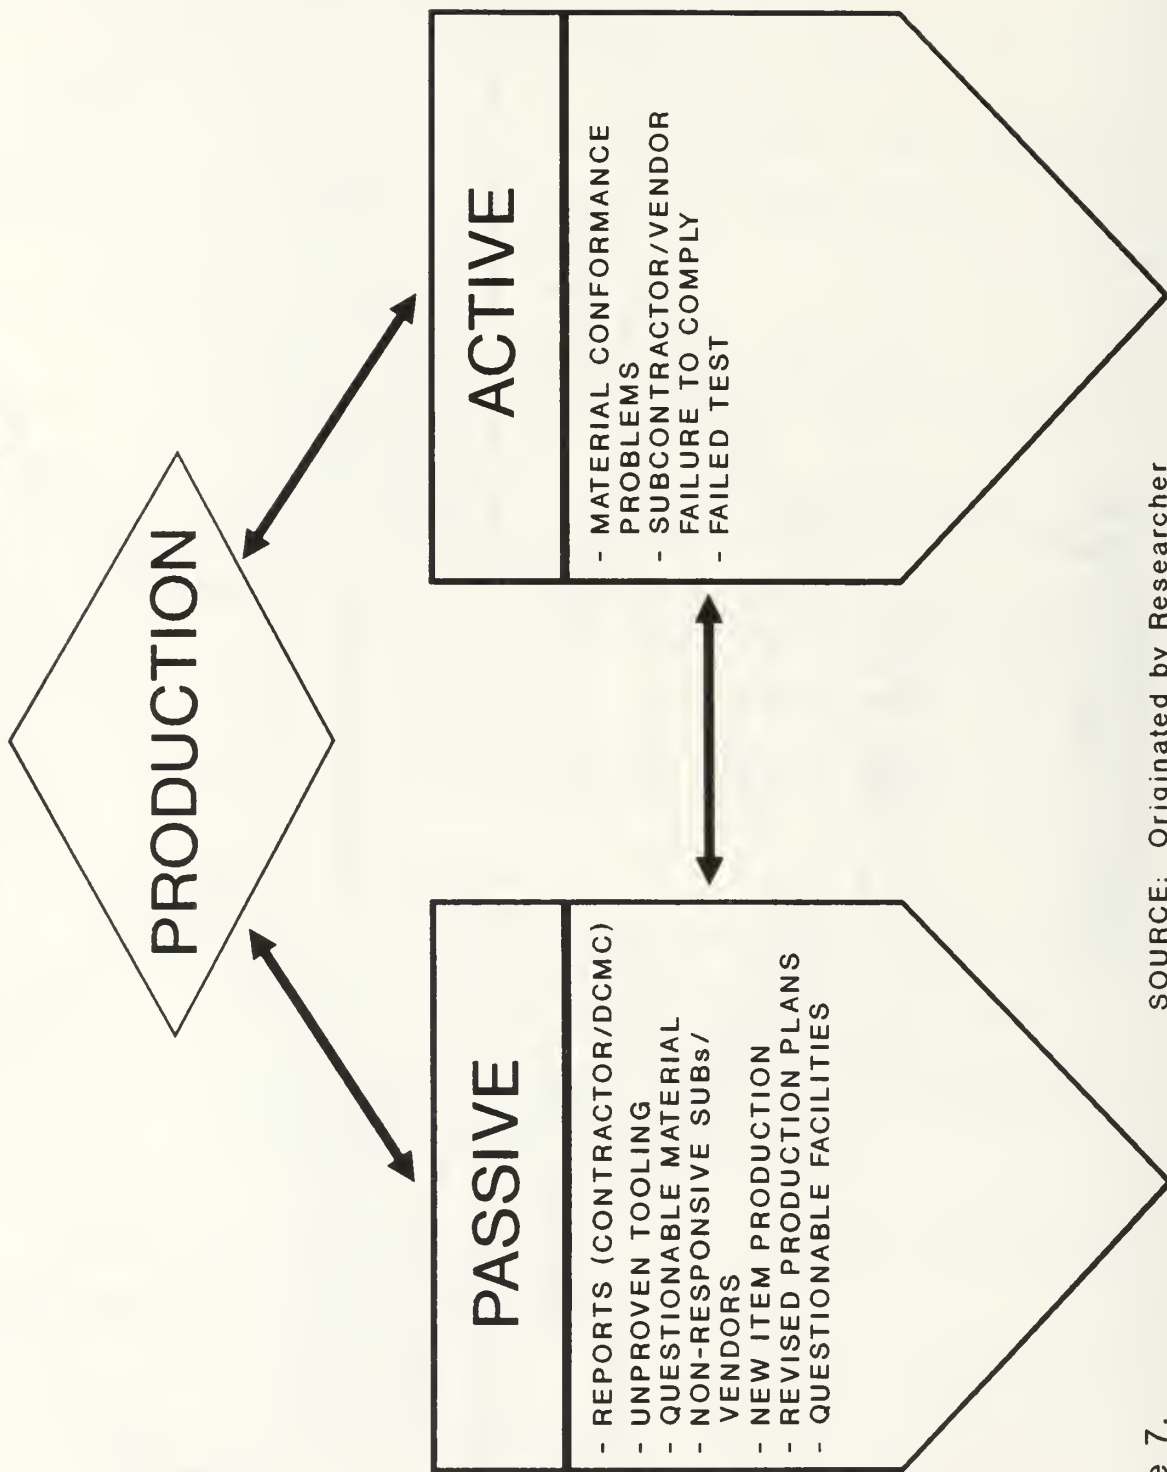 PRODUCTION
PASSIVE
- REPORTS (CONTRACTOR/DCMC)
- UNPROVEN TOOLING
- QUESTIONABLE MATERIAL
- NON-RESPONSIVE SUBs/
VENDORS
- NEW ITEM PRODUCTION
- REVISED PRODUCTION PLANS
- QUESTIONABLE FACILITIES
ACTIVE
- MATERIAL CONFORMANCE
PROBLEMS
- SUBCONTRACTOR/VENDOR
FAILURE TO COMPLY
- FAILED TEST
e 7.
SOURCE: Originated by Researcher